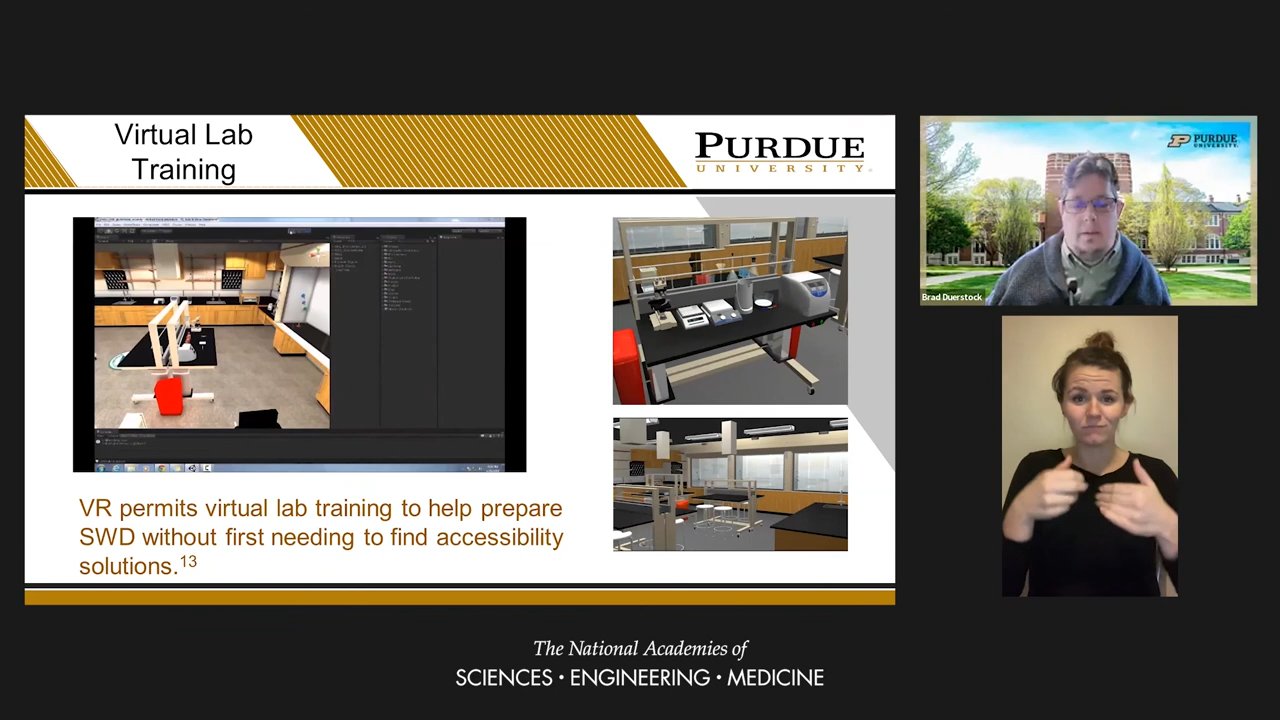 Virtual Lab
Training
PURDUE
UNIVERSITY
VR permits virtual lab training to help prepare
SWD without first needing to find accessibility
solutions.13
PURDUE
UNIVERSITY
Brad Duerstock
The National Academies of
SCIENCES · ENGINEERING · MEDICINE